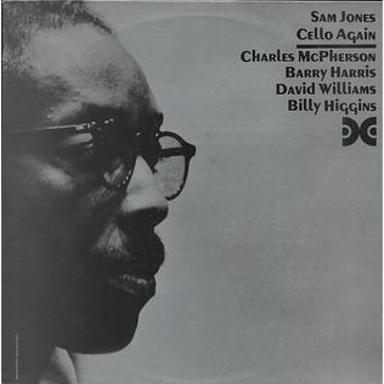 Sam Jones
Cello Again
Charles McPherson
Barry Harris
David Williams
Billy Higgins